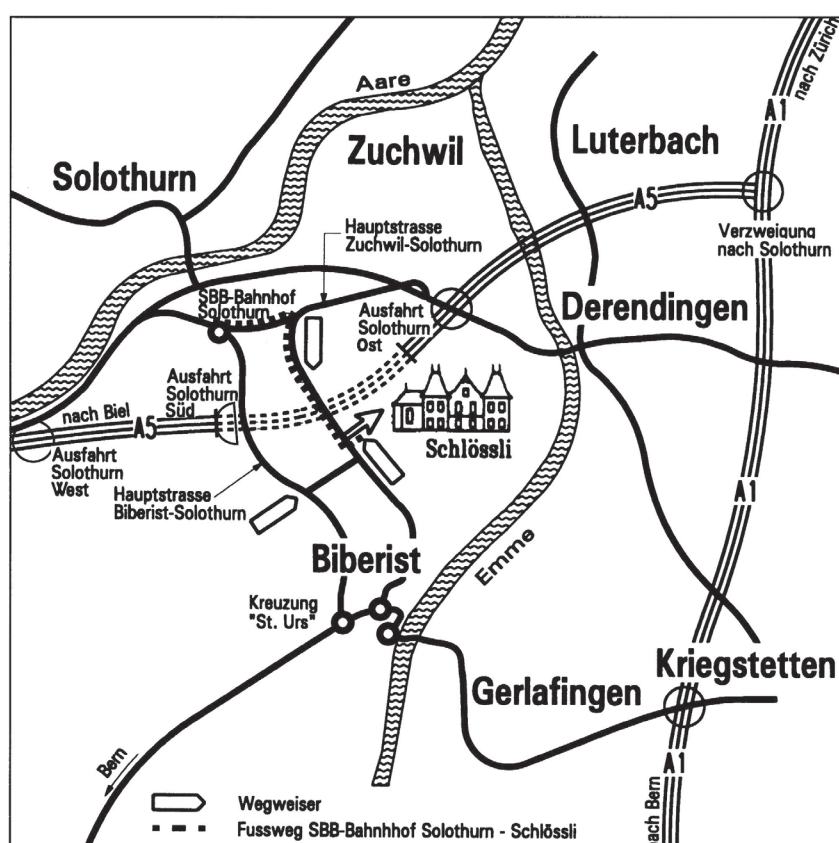 nach Zürich
A1
Aare
Zuchwil
Luterbach
Solothurn
A5
Verzweigung
nach Solothurn
Hauptstrasse
Zuchwil-Solothurn
SBB-Bahnhof
Solothurn
Ausfahrt
Solothurn
Ost
Derendingen
Ausfahrt
Solothurn
Süd
nach Biel
A5
Schlössli
Ausfahrt
Solothurn
West
Hauptstrasse
Biberist-Solothurn
A1
Emme
Biberist
Kreuzung
"St. Urs"
Kriegstetten
Gerlafingen
Bern
A1
nach Bern
Wegweiser
Fussweg SBB-Bahnhhof Solothurn - Schlössli